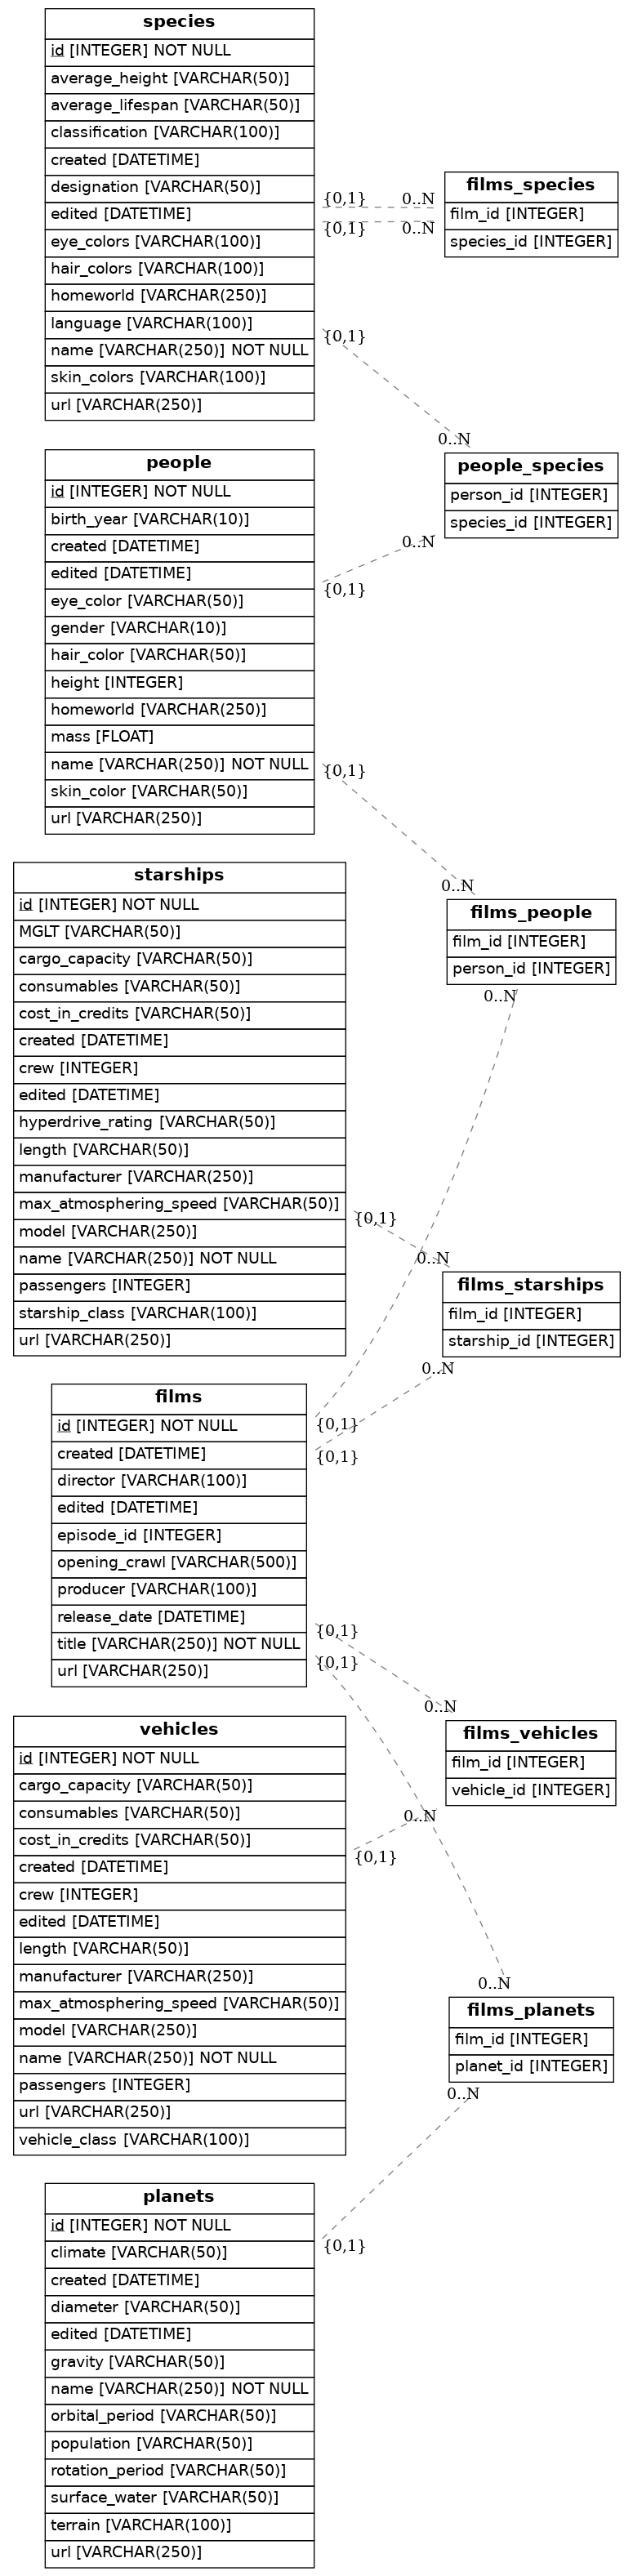 species
id [INTEGER] NOT NULL
average_height [VARCHAR(50)]
average_lifespan [VARCHAR(50)]
classification [VARCHAR(100)]
created [DATETIME]
designation [VARCHAR(50)]
edited [DATETIME]
eye_colors [VARCHAR(100)]
hair_colors [VARCHAR(100)]
homeworld [VARCHAR(250)]
language [VARCHAR(100)]
name [VARCHAR(250)] NOT NULL
skin_colors [VARCHAR(100)]
url [VARCHAR(250)]
{0,1}
0..N
{0,1}
0..N
films_species
film_id [INTEGER]
species_id [INTEGER]
{0,1}
0..N
people_species
person_id [INTEGER]
species_id [INTEGER]
0..N
{0,1}
people
id [INTEGER] NOT NULL
birth_year [VARCHAR(10)]
created [DATETIME]
edited [DATETIME]
eye_color [VARCHAR(50)]
gender [VARCHAR(10)]
hair_color [VARCHAR(50)]
height [INTEGER]
homeworld [VARCHAR(250)]
mass [FLOAT]
name [VARCHAR(250)] NOT NULL
skin_color [VARCHAR(50)]
url [VARCHAR(250)]
{0,1}
0..N
films_people
film_id [INTEGER]
person_id [INTEGER]
0..N
starships
id [INTEGER] NOT NULL
MGLT [VARCHAR(50)]
cargo_capacity [VARCHAR(50)]
consumables [VARCHAR(50)]
cost_in_credits [VARCHAR(50)]
created [DATETIME]
crew [INTEGER]
edited [DATETIME]
hyperdrive_rating [VARCHAR(50)]
length [VARCHAR(50)]
manufacturer [VARCHAR(250)]
max_atmosphering_speed [VARCHAR(50)]
model [VARCHAR(250)]
name [VARCHAR(250)] NOT NULL
passengers [INTEGER]
starship_class [VARCHAR(100)]
url [VARCHAR(250)]
{0,1}
0..N
films_starships
film_id [INTEGER]
starship_id [INTEGER]
0..N
{0,1}
{0,1}
films
id [INTEGER] NOT NULL
created [DATETIME]
director [VARCHAR(100)]
edited [DATETIME]
episode_id [INTEGER]
opening_crawl [VARCHAR(500)]
producer [VARCHAR(100)]
release_date [DATETIME]
title [VARCHAR(250)] NOT NULL
url [VARCHAR(250)]
{0,1}
{0,1}
0..N
films_vehicles
film_id [INTEGER]
vehicle_id [INTEGER]
0..N
{0,1}
vehicles
id [INTEGER] NOT NULL
cargo_capacity [VARCHAR(50)]
consumables [VARCHAR(50)]
cost_in_credits [VARCHAR(50)]
created [DATETIME]
crew [INTEGER]
edited [DATETIME]
length [VARCHAR(50)]
manufacturer [VARCHAR(250)]
max_atmosphering_speed [VARCHAR(50)]
model [VARCHAR(250)]
name [VARCHAR(250)] NOT NULL
passengers [INTEGER]
url [VARCHAR(250)]
vehicle_class [VARCHAR(100)]
0..N
films_planets
film_id [INTEGER]
planet_id [INTEGER]
0..N
{0,1}
planets
id [INTEGER] NOT NULL
climate [VARCHAR(50)]
created [DATETIME]
diameter [VARCHAR(50)]
edited [DATETIME]
gravity [VARCHAR(50)]
name [VARCHAR(250)] NOT NULL
orbital_period [VARCHAR(50)]
population [VARCHAR(50)]
rotation_period [VARCHAR(50)]
surface_water [VARCHAR(50)]
terrain [VARCHAR(100)]
url [VARCHAR(250)]